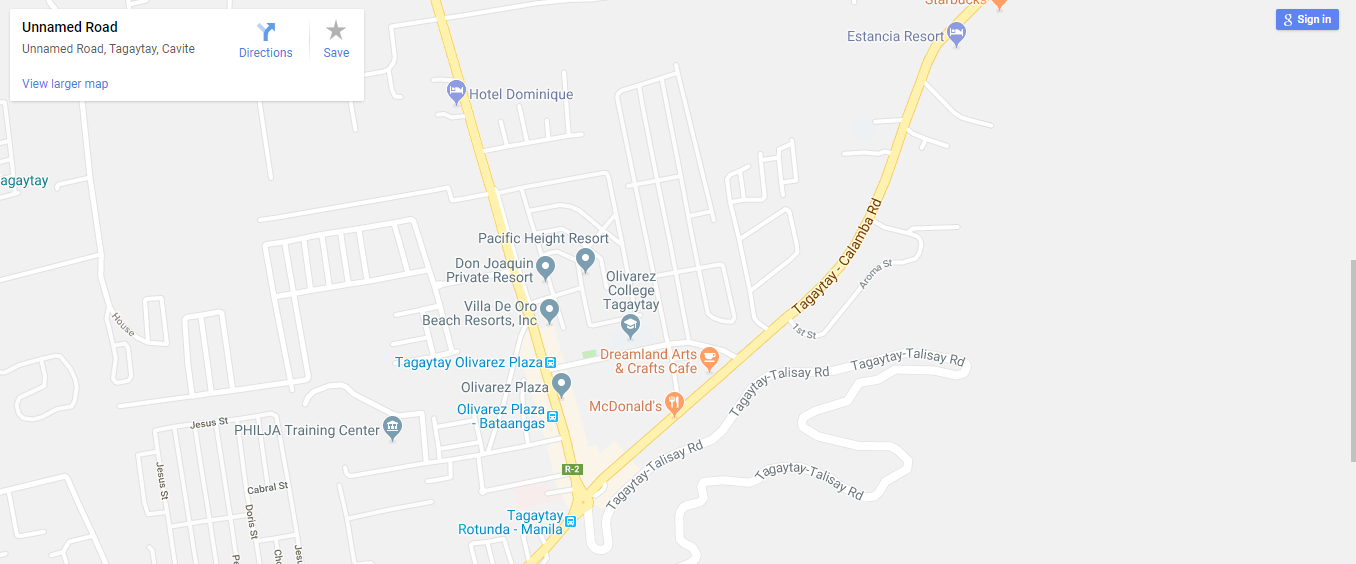 Unnamed Road
Unnamed Road, Tagaytay, Cavite
Directions
Save
View larger map
Starbucks
g Sign in
Estancia Resort
Hotel Dominique
agaytay
Tagaytay - Calamba Rd
Pacific Height Resort
Don Joaquin
Private Resort
Olivarez
College
Tagaytay
Aroma St
Villa De Oro
Beach Resorts, Inc
House
1st St
Dreamland Arts
& Crafts Cafe
Tagaytay Olivarez Plaza
Tagaytay-Talisay Rd
Tagaytay-Talisay Rd
Olivarez Plaza
McDonald's
Olivarez Plaza
- Bataangas
Jesus St
PHILJA Training Center
R-2
Tagaytay-Talisay Rd
Tagaytay-Talisay Rd
Jesus St
Cabral St
Doris St
Tagaytay
Rotunda - Manila
Jes